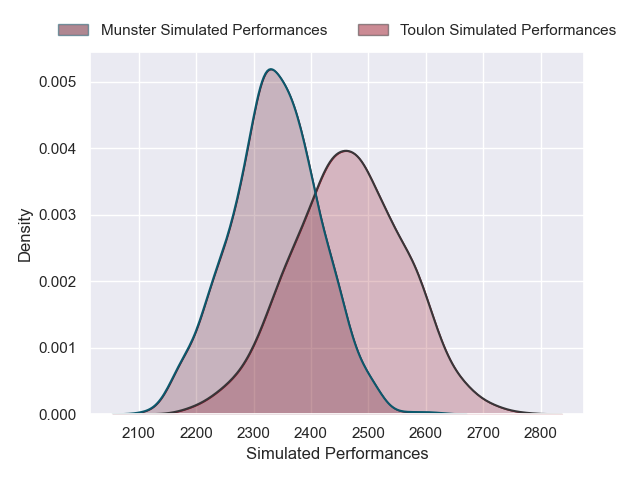 Munster Simulated Performances
Toulon Simulated Performances
0.005
0.004
0.003
0.002
0.001
0.000
Density
2100 2200 2300 2400 2500 2600 2700 2800
Simulated Performances